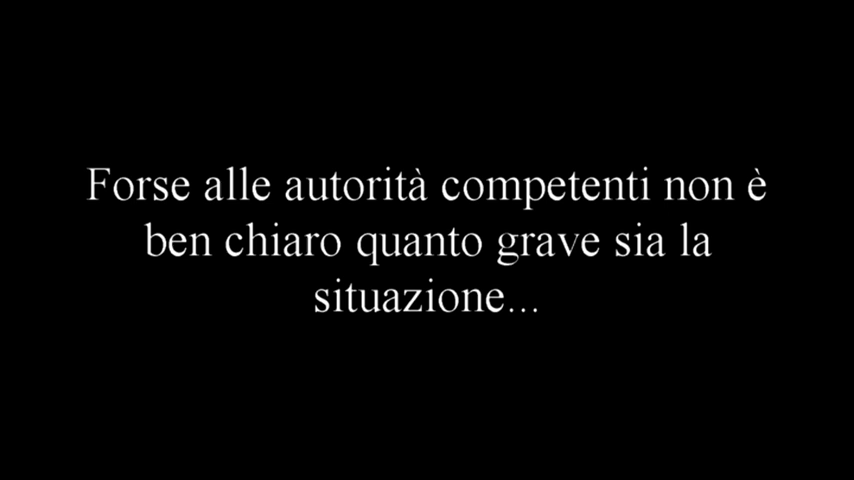 Forse alle autorità competenti non è
ben chiaro quanto grave sia la
situazione...